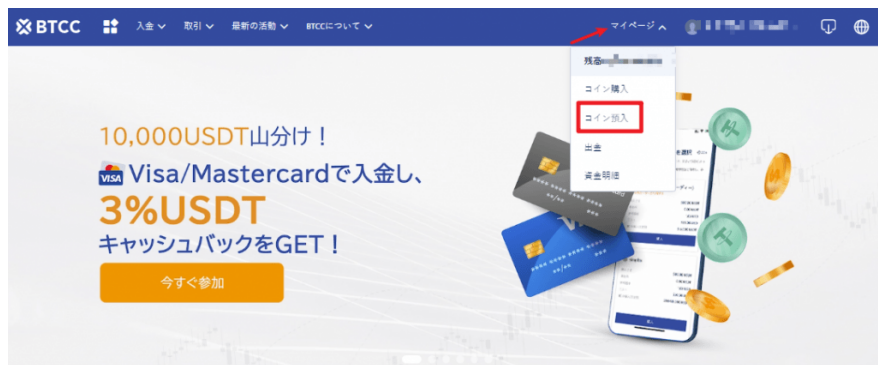 BTCC
入金
取引
最新の活動
BTCCについて
マイページ
残高
コイン購入
コイン預入
出金
資金明細
10,000USDT山分け！
VISA
Visa/Mastercardで入金し、
3%USDT
キャッシュバックをGET！
今すぐ参加